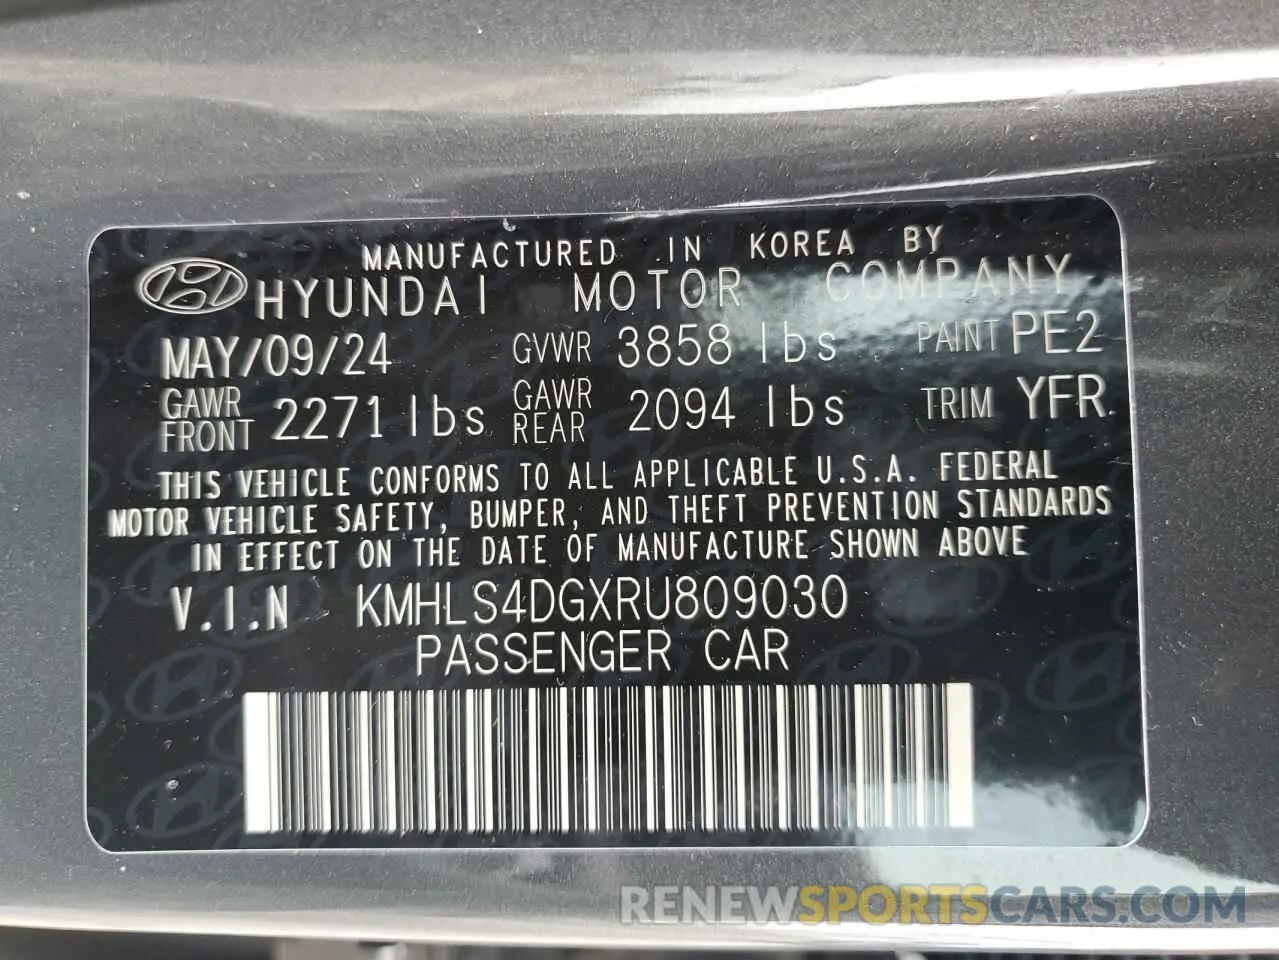 MANUFACTURED IN KOREA BY
HYUNDAI MOTOR COMPANY
MAY/09/24 GVWR 3858 lbs PAINT PE2
GAWR FRONT 2271 lbs GAWR REAR 2094 lbs TRIM YFR
THIS VEHICLE CONFORMS TO ALL APPLICABLE U.S.A. FEDERAL
MOTOR VEHICLE SAFETY, BUMPER, AND THEFT PREVENTION STANDARDS
IN EFFECT ON THE DATE OF MANUFACTURE SHOWN ABOVE
V.I.N KMHLS4DGXRU809030
PASSENGER CAR
RENEWSPORTSCARS.COM